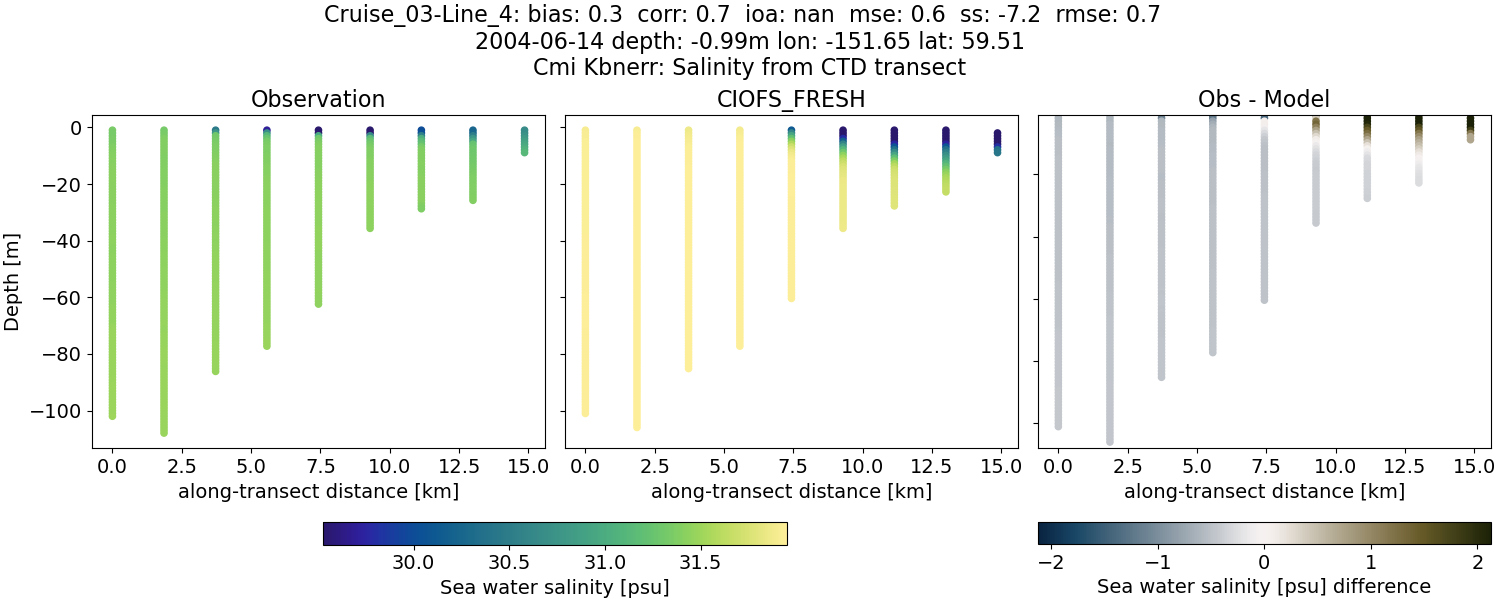 Cruise_03-Line_4: bias: 0.3  corr: 0.7  ioa: nan  mse: 0.6  ss: -7.2  rmse: 0.7
2004-06-14 depth: -0.99m lon: -151.65 lat: 59.51
Cmi Kbnerr: Salinity from CTD transect
Observation
CIOFS_FRESH
Obs - Model
Depth [m]
0
−20
−40
−60
−80
−100
0.0 2.5 5.0 7.5 10.0 12.5 15.0
0.0 2.5 5.0 7.5 10.0 12.5 15.0
0.0 2.5 5.0 7.5 10.0 12.5 15.0
along-transect distance [km]
along-transect distance [km]
along-transect distance [km]
30.0 30.5 31.0 31.5
Sea water salinity [psu]
−2 −1 0 1 2
Sea water salinity [psu] difference